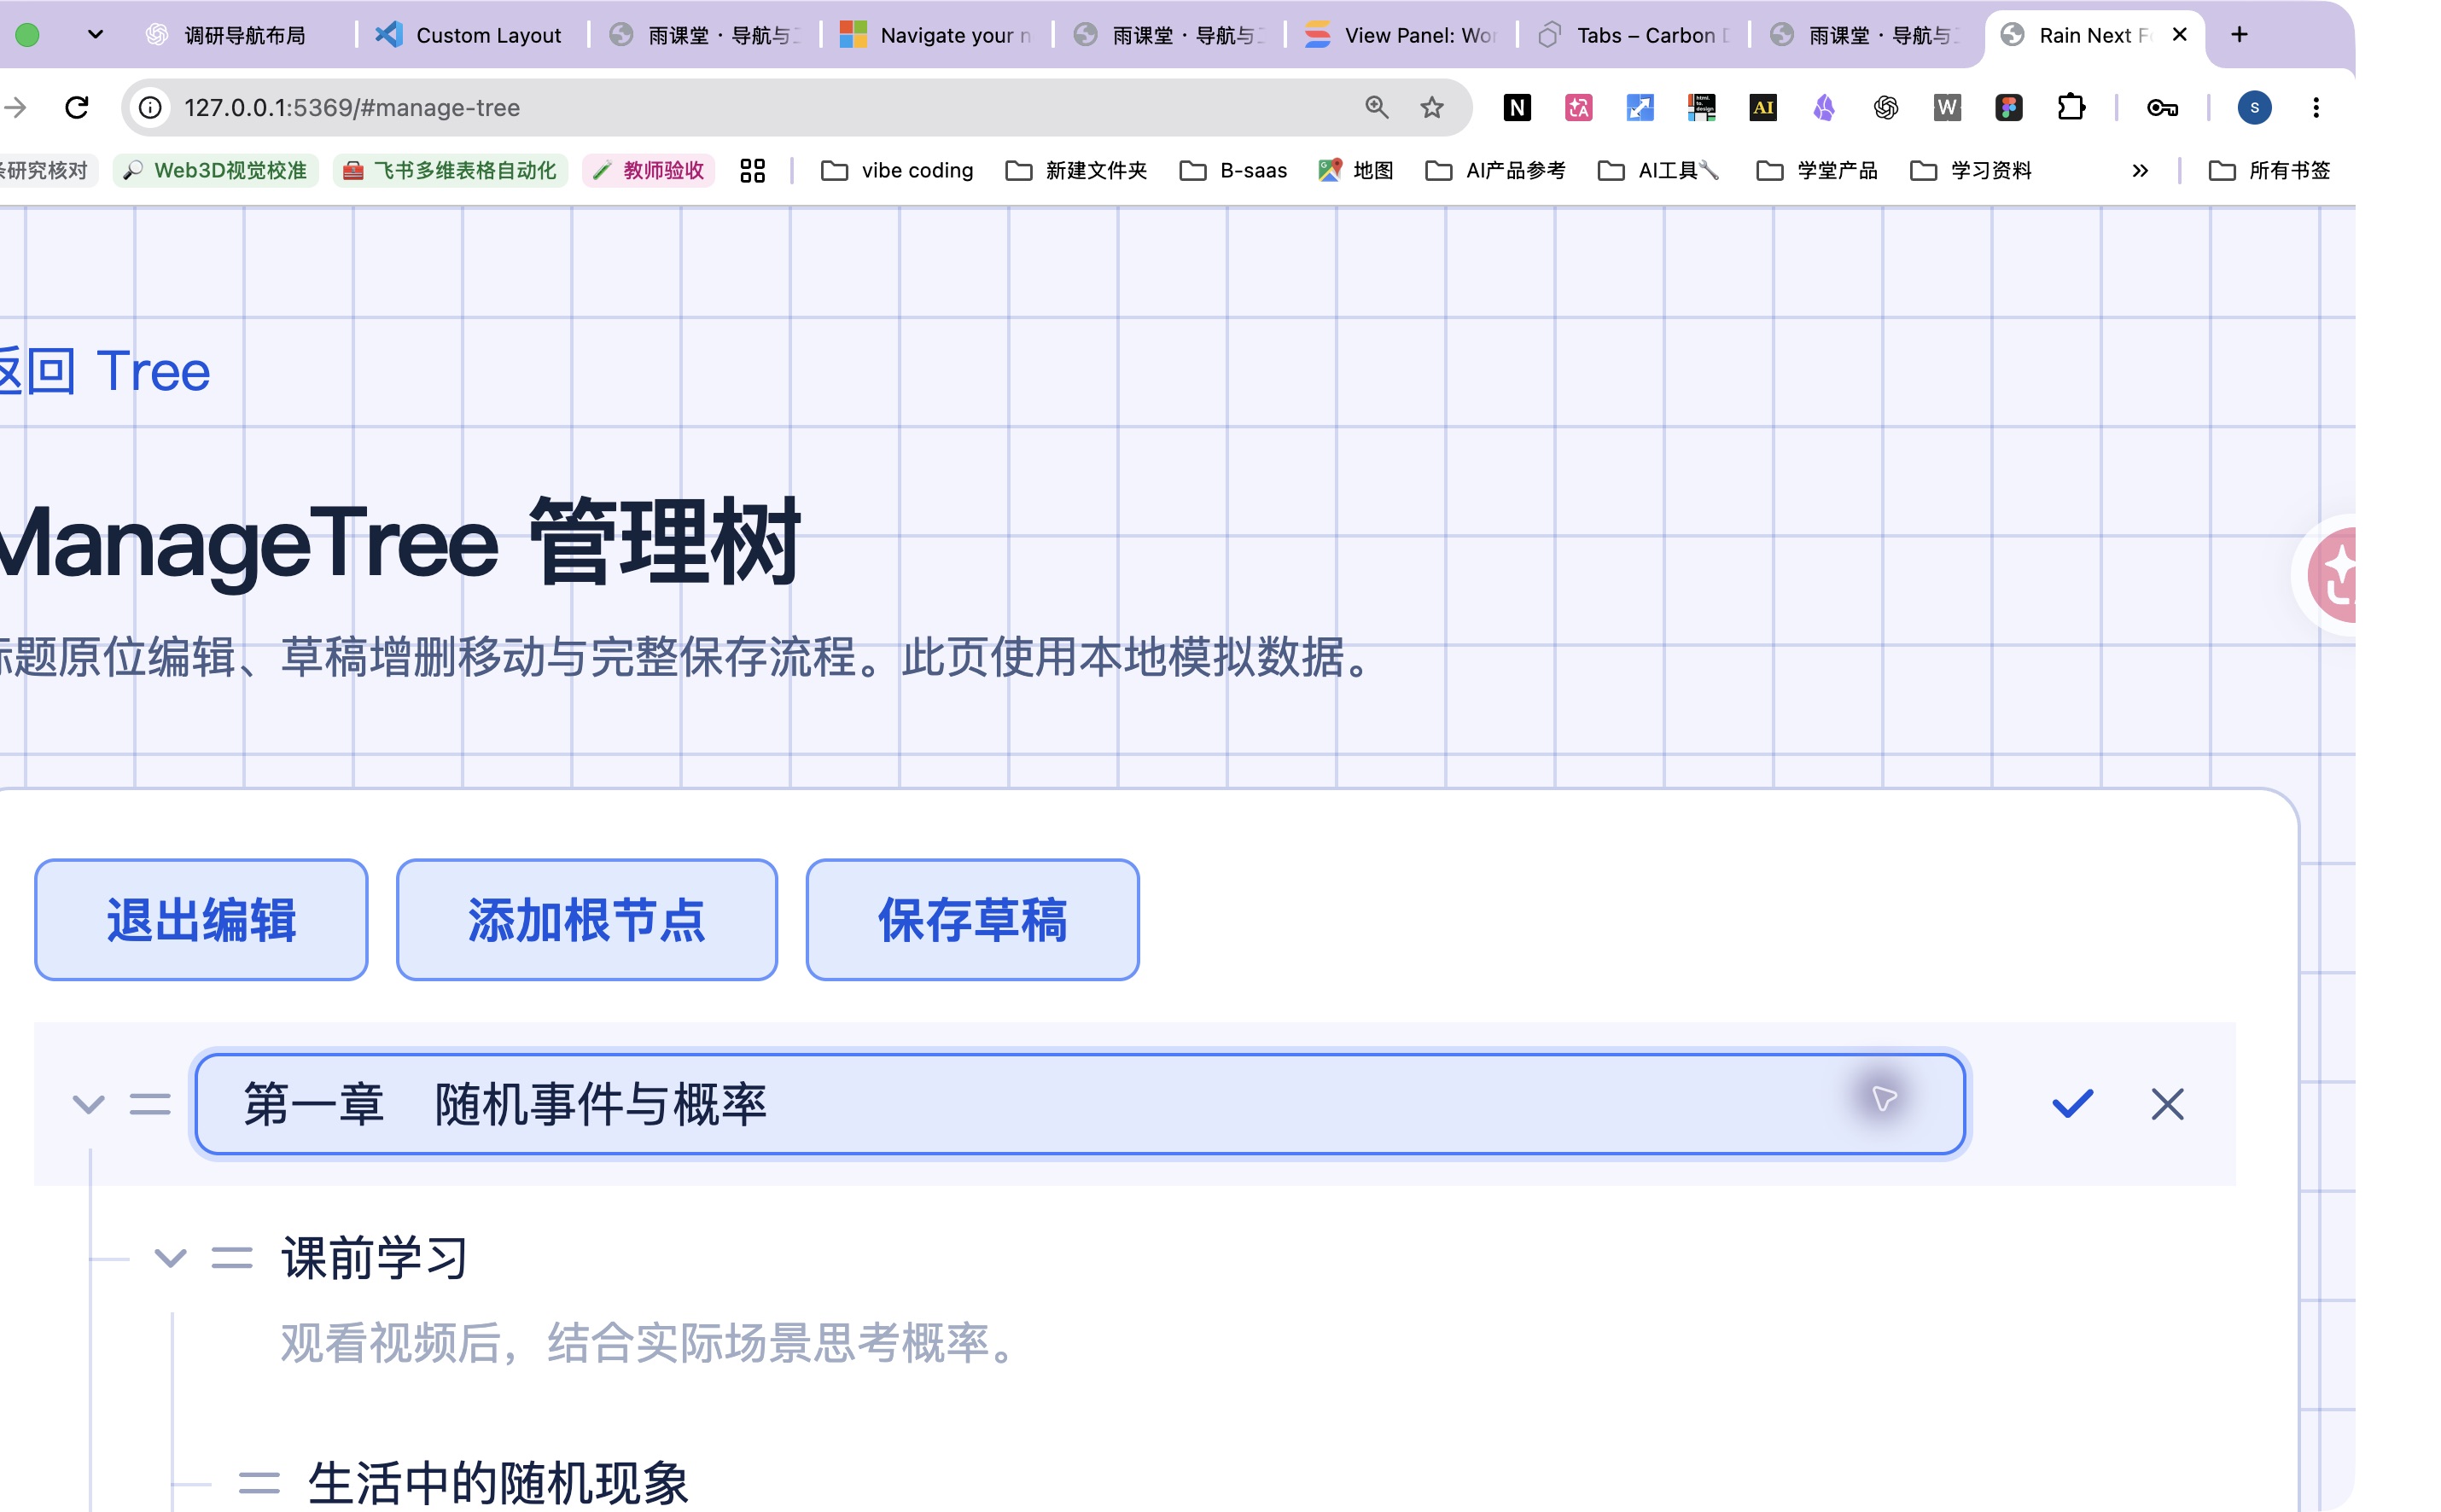 调研导航布局
Custom Layout
雨课堂 · 导航与
Navigate your n
雨课堂 · 导航与
View Panel: Wor
Tabs – Carbon D
雨课堂 · 导航与
Rain Next F
127.0.0.1:5369/#manage-tree
N
AI
W
s
研究核对
Web3D视觉校准
飞书多维表格自动化
教师验收
vibe coding
新建文件夹
B-saas
地图
AI产品参考
AI工具🔧
学堂产品
学习资料
所有书签
返回 Tree
ManageTree 管理树
标题原位编辑、草稿增删移动与完整保存流程。此页使用本地模拟数据。
退出编辑
添加根节点
保存草稿
第一章 随机事件与概率
课前学习
观看视频后，结合实际场景思考概率。
生活中的随机现象